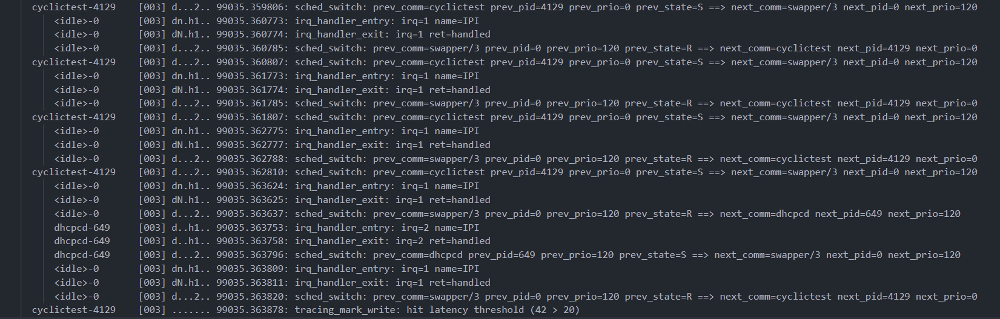 cyclictest-4129    [003] d...2.. 99035.359806: sched_switch: prev_comm=cyclictest prev_pid=4129 prev_prio=0 prev_state=S ==> next_comm=swapper/3 next_pid=0 next_prio=120
<idle>-0       [003] dn.h1.. 99035.360773: irq_handler_entry: irq=1 name=IPI
<idle>-0       [003] dN.h1.. 99035.360774: irq_handler_exit: irq=1 ret=handled
<idle>-0       [003] d...2.. 99035.360785: sched_switch: prev_comm=swapper/3 prev_pid=0 prev_prio=120 prev_state=R ==> next_comm=cyclictest next_pid=4129 next_prio=0
cyclictest-4129    [003] d...2.. 99035.360807: sched_switch: prev_comm=cyclictest prev_pid=4129 prev_prio=0 prev_state=S ==> next_comm=swapper/3 next_pid=0 next_prio=120
<idle>-0       [003] dn.h1.. 99035.361773: irq_handler_entry: irq=1 name=IPI
<idle>-0       [003] dN.h1.. 99035.361774: irq_handler_exit: irq=1 ret=handled
<idle>-0       [003] d...2.. 99035.361785: sched_switch: prev_comm=swapper/3 prev_pid=0 prev_prio=120 prev_state=R ==> next_comm=cyclictest next_pid=4129 next_prio=0
cyclictest-4129    [003] d...2.. 99035.361807: sched_switch: prev_comm=cyclictest prev_pid=4129 prev_prio=0 prev_state=S ==> next_comm=swapper/3 next_pid=0 next_prio=120
<idle>-0       [003] dn.h1.. 99035.362775: irq_handler_entry: irq=1 name=IPI
<idle>-0       [003] dN.h1.. 99035.362777: irq_handler_exit: irq=1 ret=handled
<idle>-0       [003] d...2.. 99035.362788: sched_switch: prev_comm=swapper/3 prev_pid=0 prev_prio=120 prev_state=R ==> next_comm=cyclictest next_pid=4129 next_prio=0
cyclictest-4129    [003] d...2.. 99035.362810: sched_switch: prev_comm=cyclictest prev_pid=4129 prev_prio=0 prev_state=S ==> next_comm=swapper/3 next_pid=0 next_prio=120
<idle>-0       [003] dn.h1.. 99035.363624: irq_handler_entry: irq=1 name=IPI
<idle>-0       [003] dN.h1.. 99035.363625: irq_handler_exit: irq=1 ret=handled
<idle>-0       [003] d...2.. 99035.363637: sched_switch: prev_comm=swapper/3 prev_pid=0 prev_prio=120 prev_state=R ==> next_comm=dhcpcd next_pid=649 next_prio=120
dhcpcd-649     [003] d..h1.. 99035.363753: irq_handler_entry: irq=2 name=IPI
dhcpcd-649     [003] d..h1.. 99035.363758: irq_handler_exit: irq=2 ret=handled
dhcpcd-649     [003] d...2.. 99035.363796: sched_switch: prev_comm=dhcpcd prev_pid=649 prev_prio=120 prev_state=S ==> next_comm=swapper/3 next_pid=0 next_prio=120
<idle>-0       [003] dn.h1.. 99035.363809: irq_handler_entry: irq=1 name=IPI
<idle>-0       [003] dN.h1.. 99035.363811: irq_handler_exit: irq=1 ret=handled
<idle>-0       [003] d...2.. 99035.363820: sched_switch: prev_comm=swapper/3 prev_pid=0 prev_prio=120 prev_state=R ==> next_comm=cyclictest next_pid=4129 next_prio=0
cyclictest-4129    [003] ....... 99035.363878: tracing_mark_write: hit latency threshold (42 > 20)